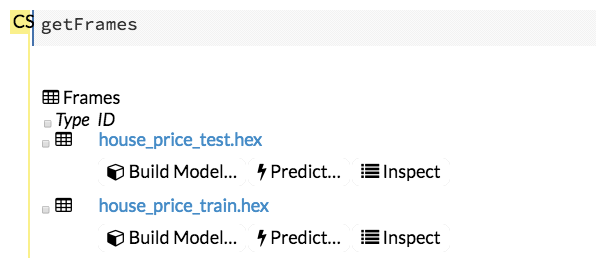 CS getFrames
Frames
Type ID
house_price_test.hex
Build Model... Predict... Inspect
house_price_train.hex
Build Model... Predict... Inspect